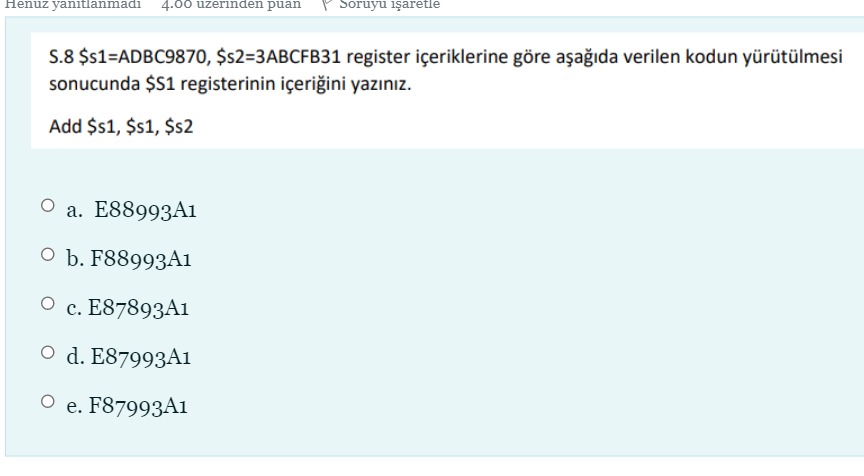 Henüz yanıtlanmadı 4.00 üzerinden puan Soruyu işaretle
S.8 $s1=ADBC9870, $s2=3ABCFB31 register içeriklerine göre aşağıda verilen kodun yürütülmesi
sonucunda $S1 registerinin içeriğini yazınız.
Add $s1, $s1, $s2
a. E88993A1
b. F88993A1
c. E87893A1
d. E87993A1
e. F87993A1